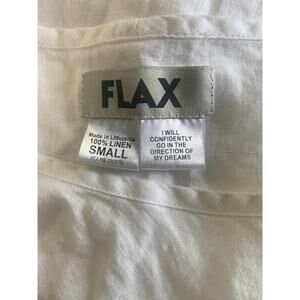 FLAX
Made in Lithuania
100% LINEN
SMALL
I WILL
CONFIDENTLY
GO IN THE
DIRECTION OF
MY DREAMS